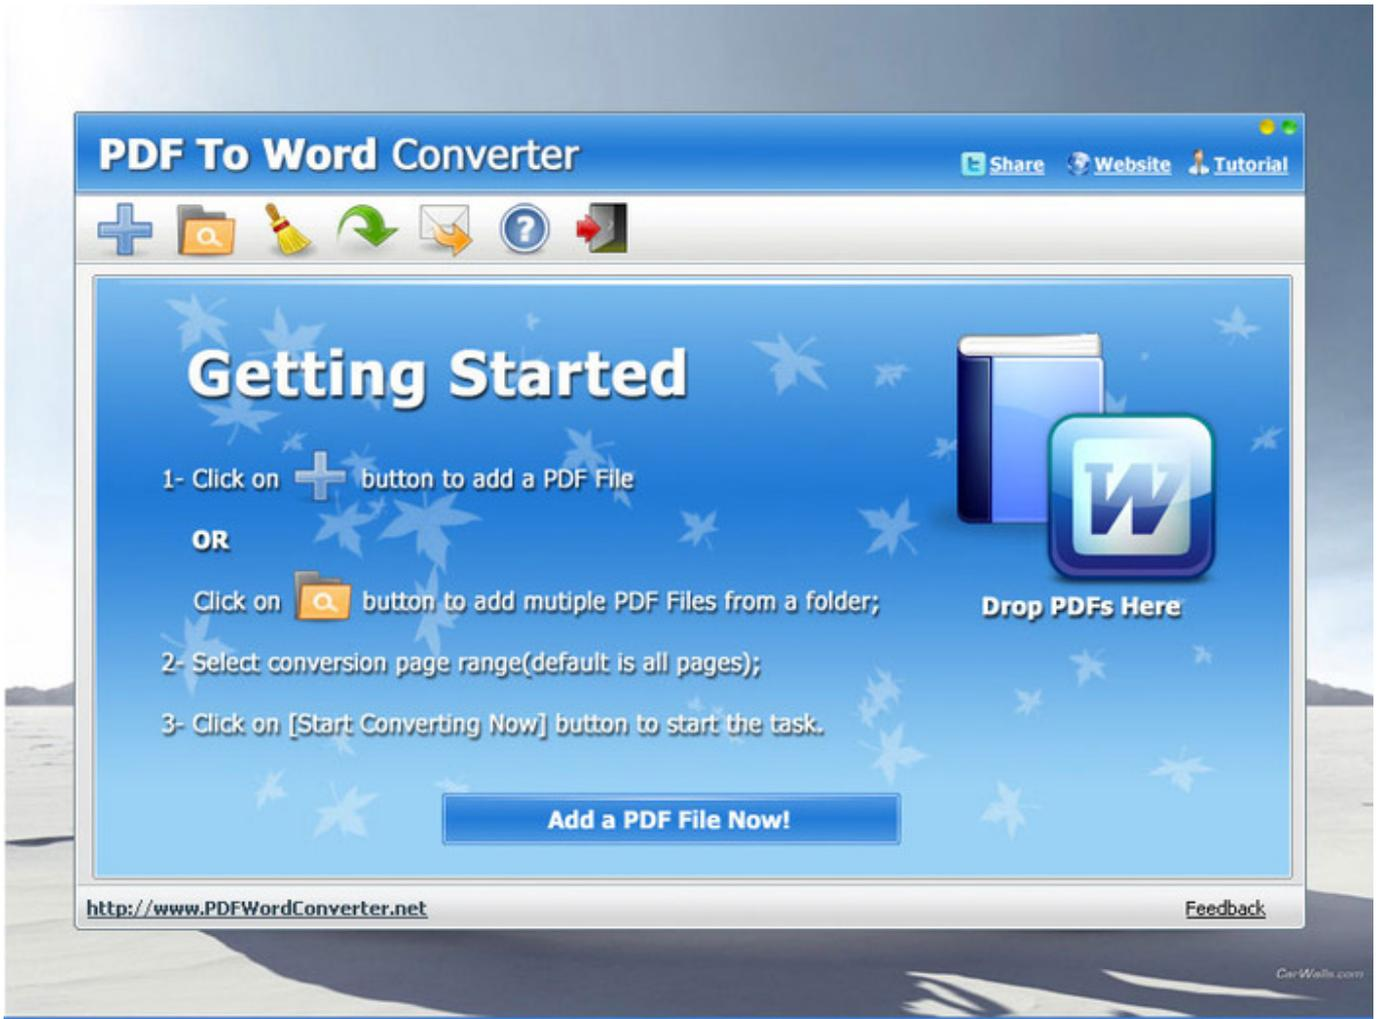 PDF To Word Converter
Share Website Tutorial
Getting Started
1- Click on button to add a PDF File
OR
Click on button to add mutiple PDF Files from a folder;
2- Select conversion page range(default is all pages);
3- Click on [Start Converting Now] button to start the task.
W
Drop PDFs Here
Add a PDF File Now!
http://www.PDFWordConverter.net
Feedback
CarWalls.com